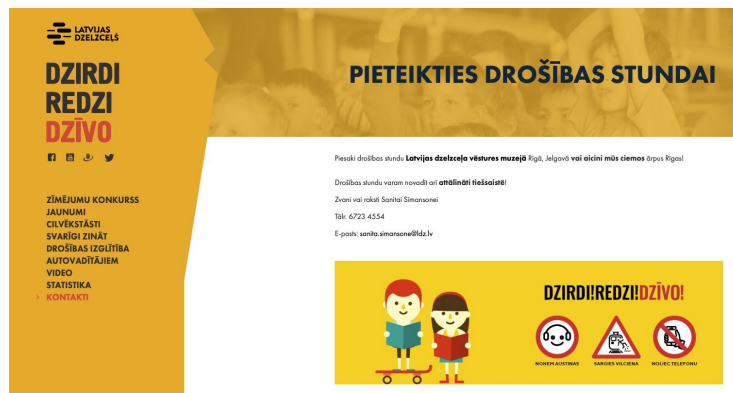 LATVIJAS
DZELZCEĻŠ
DZIRDI
REDZI
DZĪVO
ZĪMĒJUMU KONKURSS
JAUNUMI
CILVĒKSTĀSTI
SVARĪGI ZINĀT
DROŠĪBAS IZGLĪTĪBA
AUTOVADĪTĀJIEM
VIDEO
STATISTIKA
› KONTAKTI
PIETEIKTIES DROŠĪBAS STUNDAI
Piesaki drošības stundu Latvijas dzelzceļa vēstures muzejā Rīgā, Jelgavā vai aicini mūs ciemos ārpus Rīgas!
Drošības stundu varam novadīt arī attālināti tiešsaistē!
Zvani vai raksti Sanitai Simansonei
Tālr. 6723 4554
E-pasts: sanita.simansone@ldz.lv
DZIRDI!REDZI!DZĪVO!
NOŅEM AUSTIŅAS
SARGIES VILCIENA
NOLIEC TELEFONU